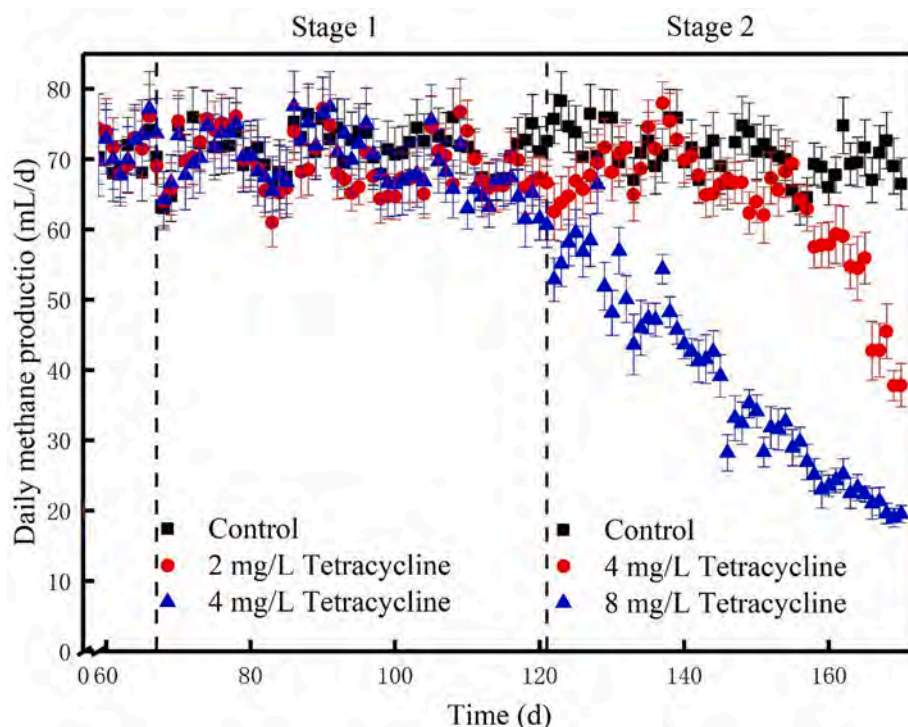 Stage 1
Stage 2
80
70
60
50
40
30
20
10
0
Daily methane productio (mL/d)
Control
2 mg/L Tetracycline
4 mg/L Tetracycline
Control
4 mg/L Tetracycline
8 mg/L Tetracycline
0 60 80 100 120 140 160
Time (d)